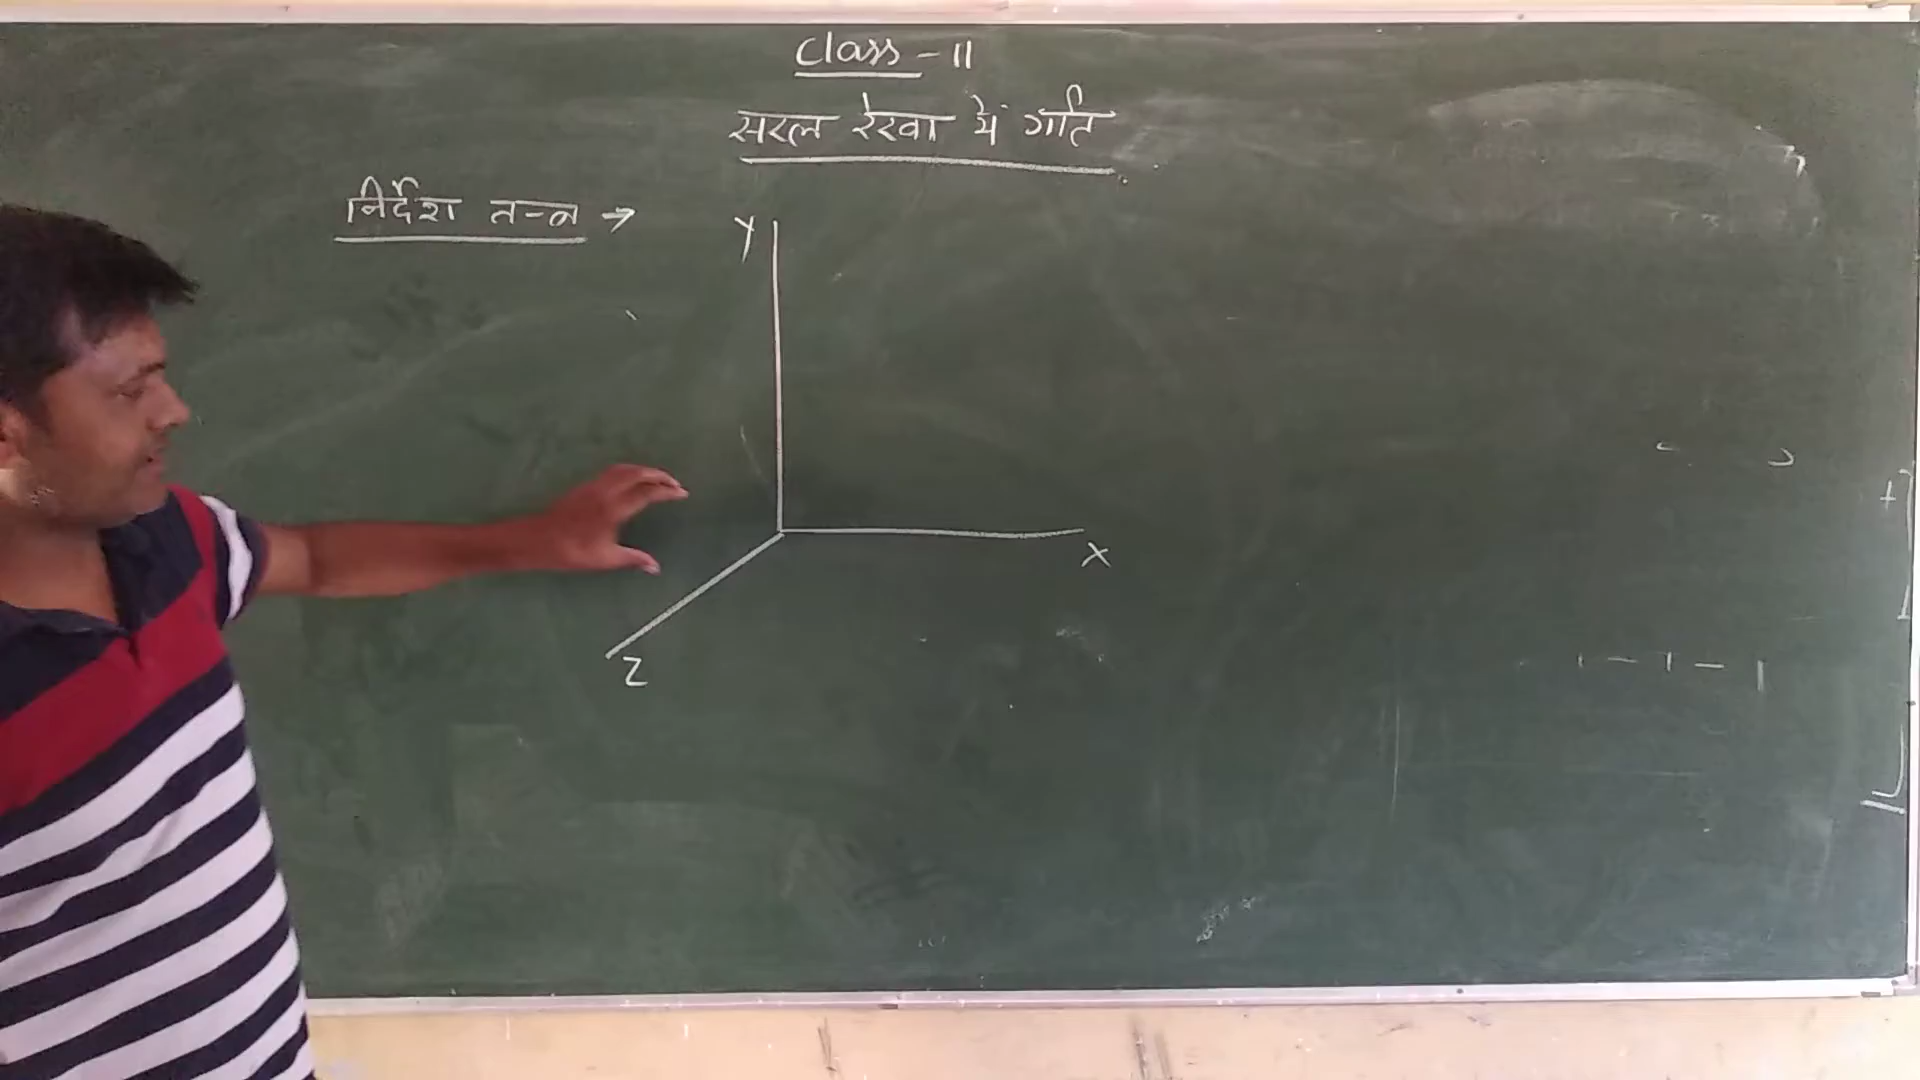 Class - 11
सरल रेखा में गति
निर्देश तन्त्र →
Y
X
Z